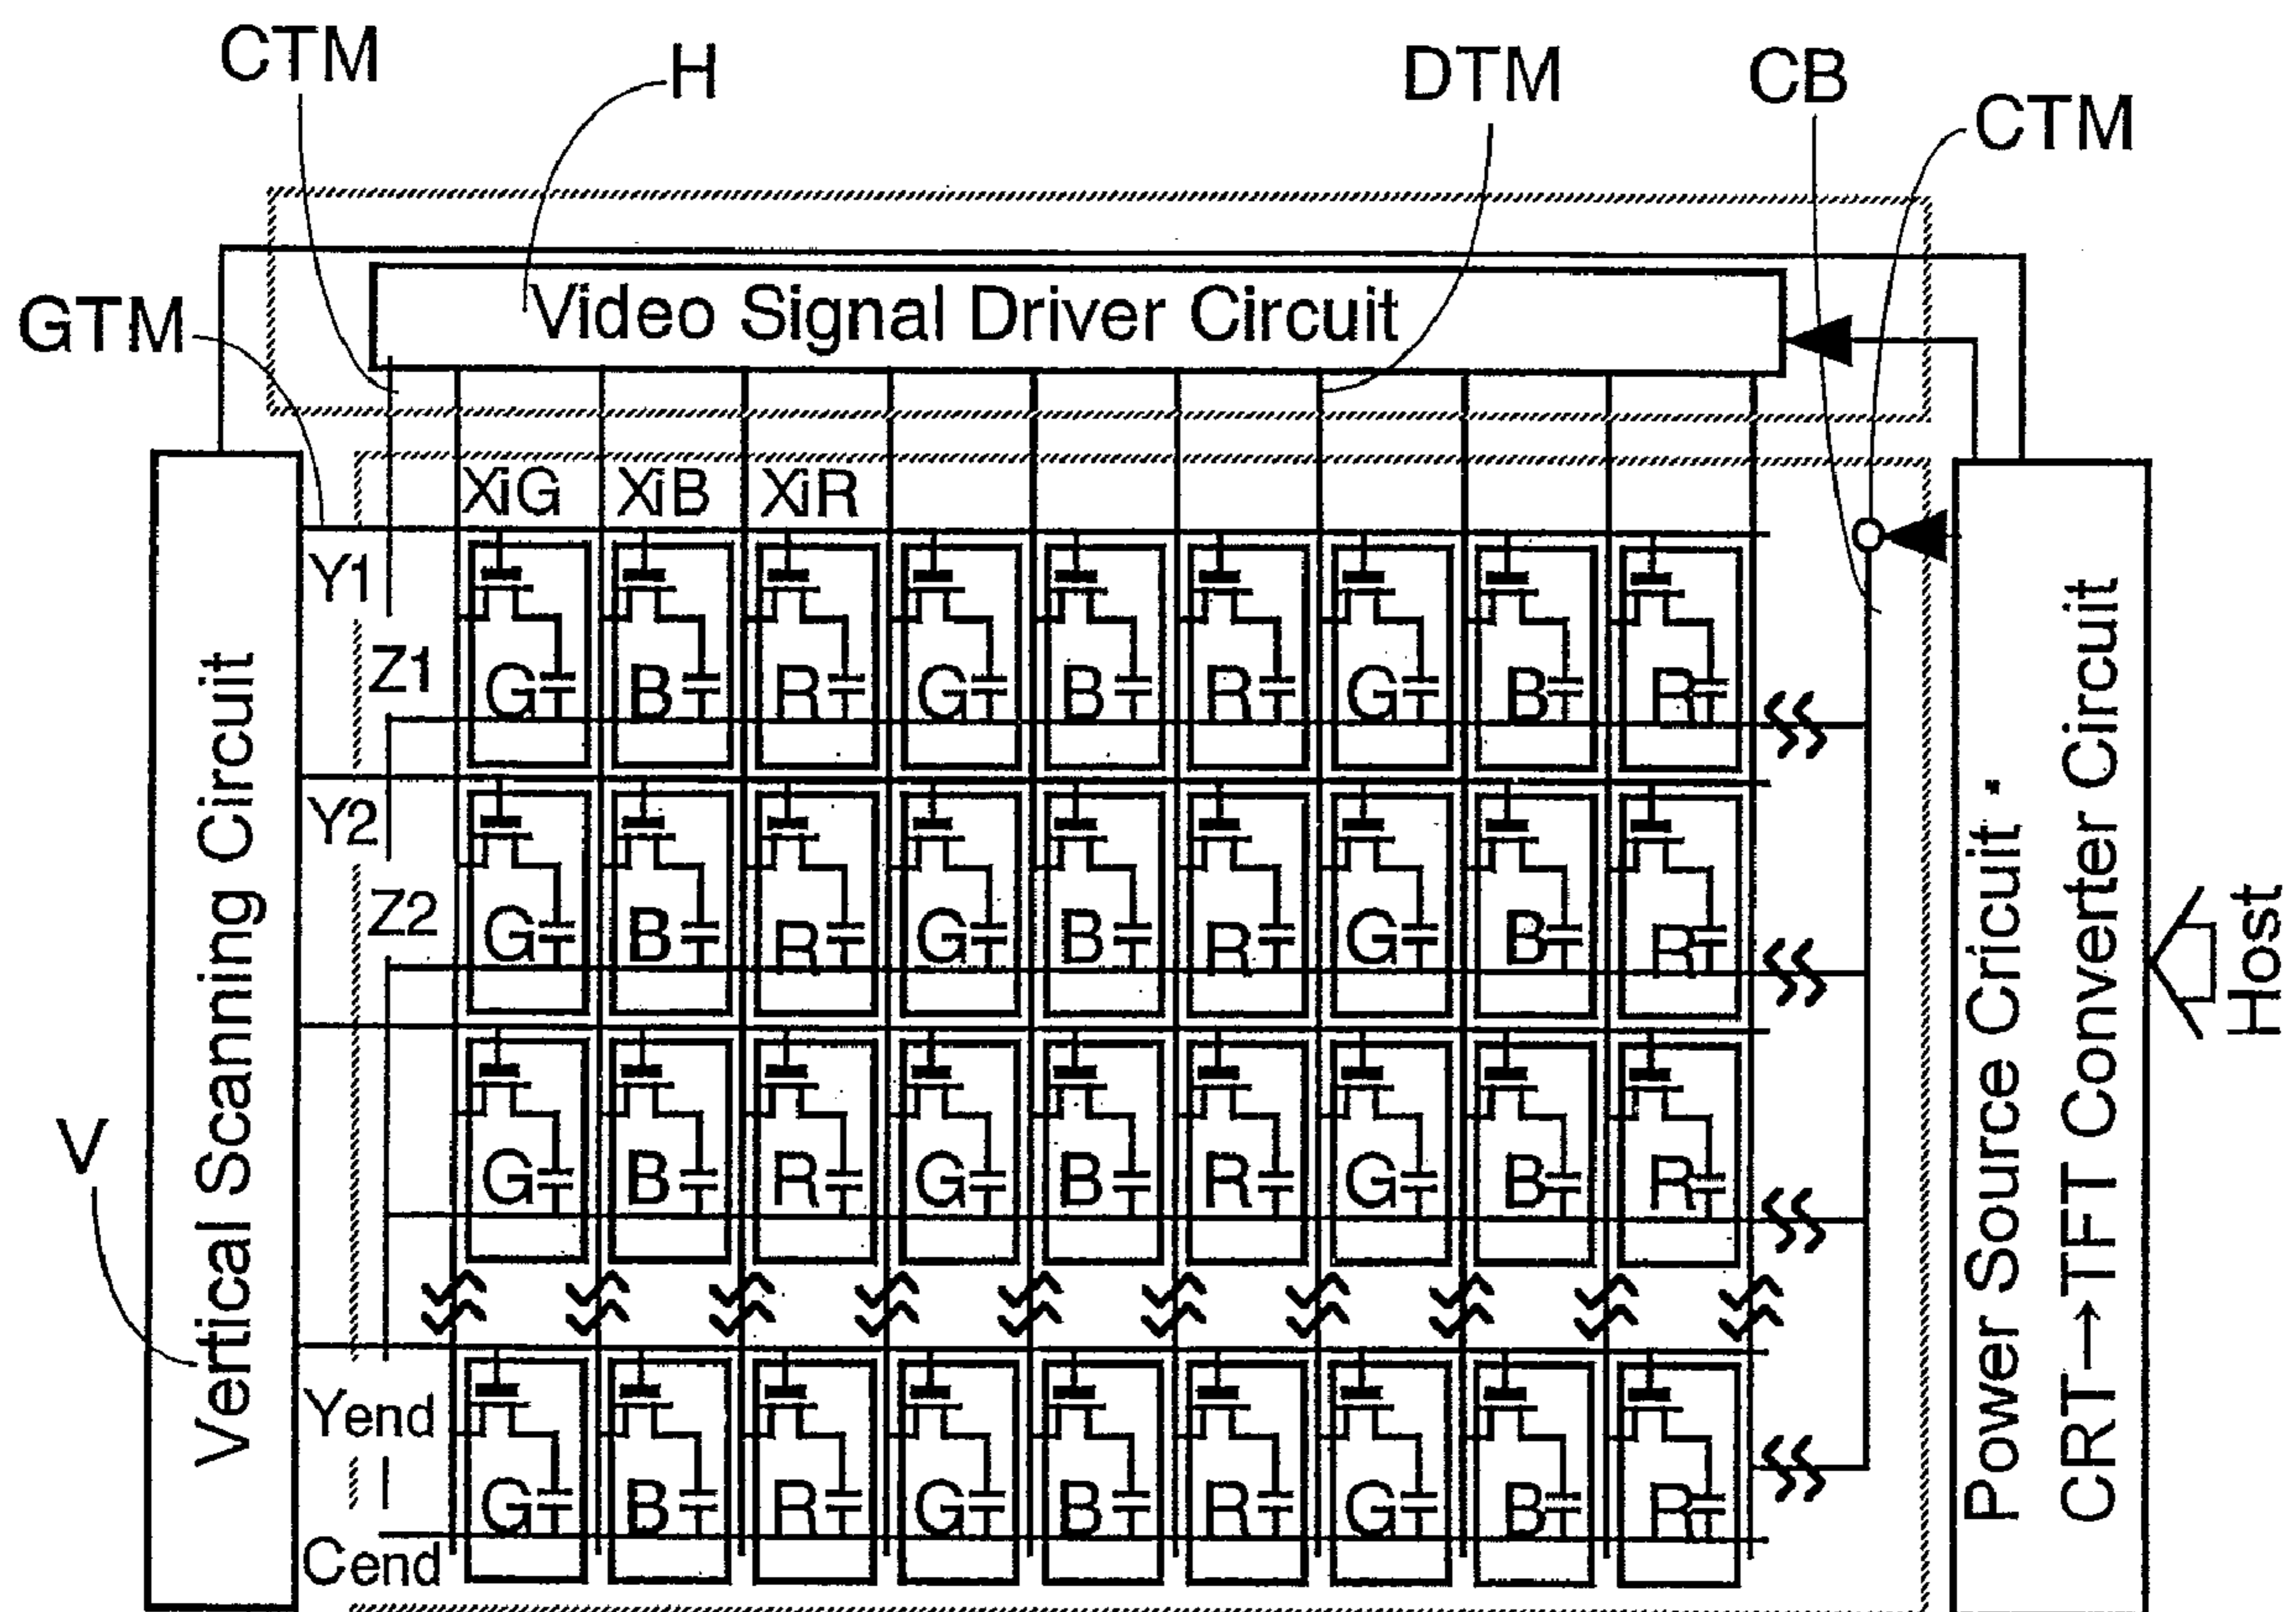 CTM
H
DTM
CB
CTM
GTM
Video Signal Driver Circuit
XiG XiB XiR
Y1
Z1
G B R G B R G B R
Y2
Z2
G B R G B R G B R
G B R G B R G B R
V
Yend
G B R G B R G B R
Cend
Vertical Scanning Circuit
Power Source Cricuit -
CRT→TFT Converter Circuit
Host